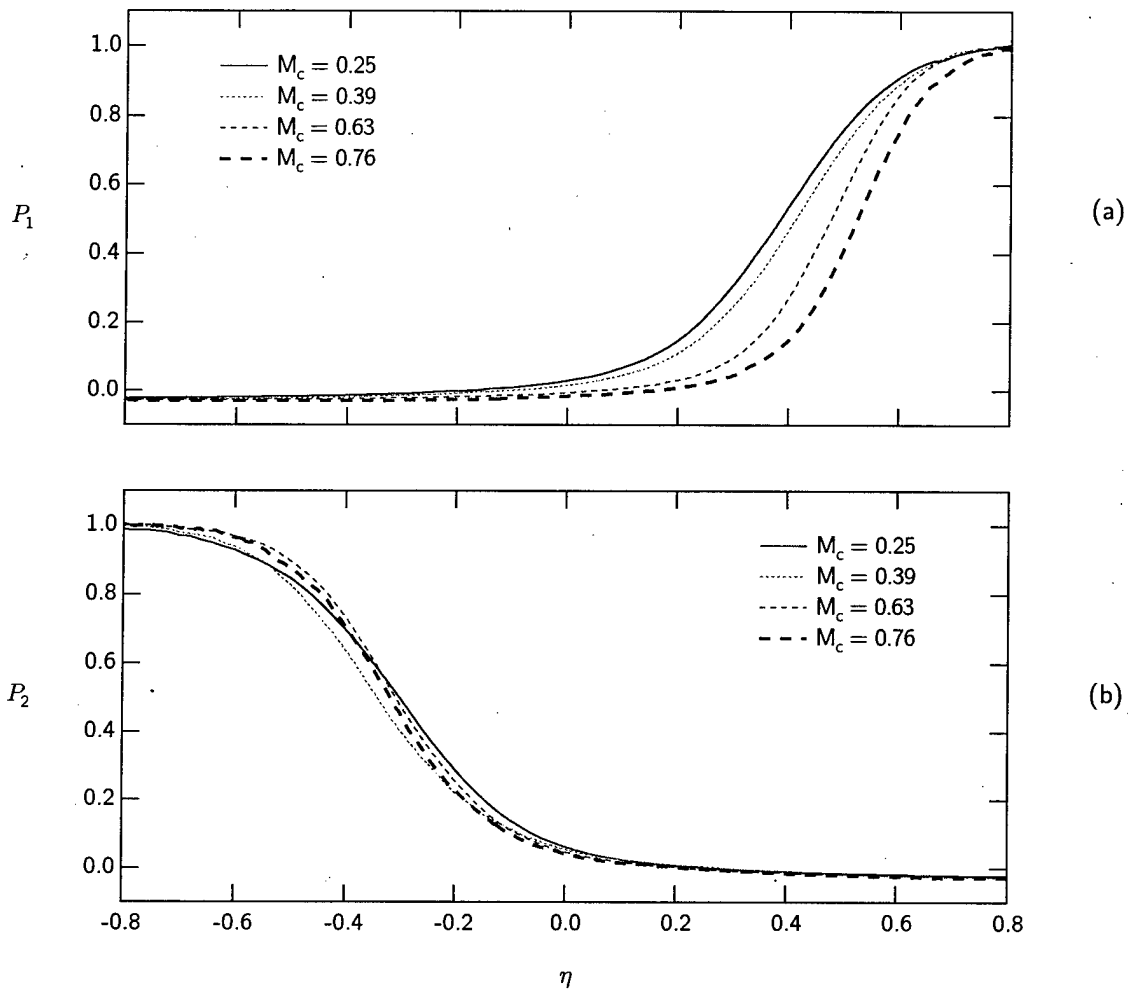 1.0
0.8
0.6
0.4
0.2
0.0
P₁
M_c = 0.25
M_c = 0.39
M_c = 0.63
M_c = 0.76
(a)
1.0
0.8
0.6
0.4
0.2
0.0
P₂
M_c = 0.25
M_c = 0.39
M_c = 0.63
M_c = 0.76
(b)
-0.8 -0.6 -0.4 -0.2 0.0 0.2 0.4 0.6 0.8
η